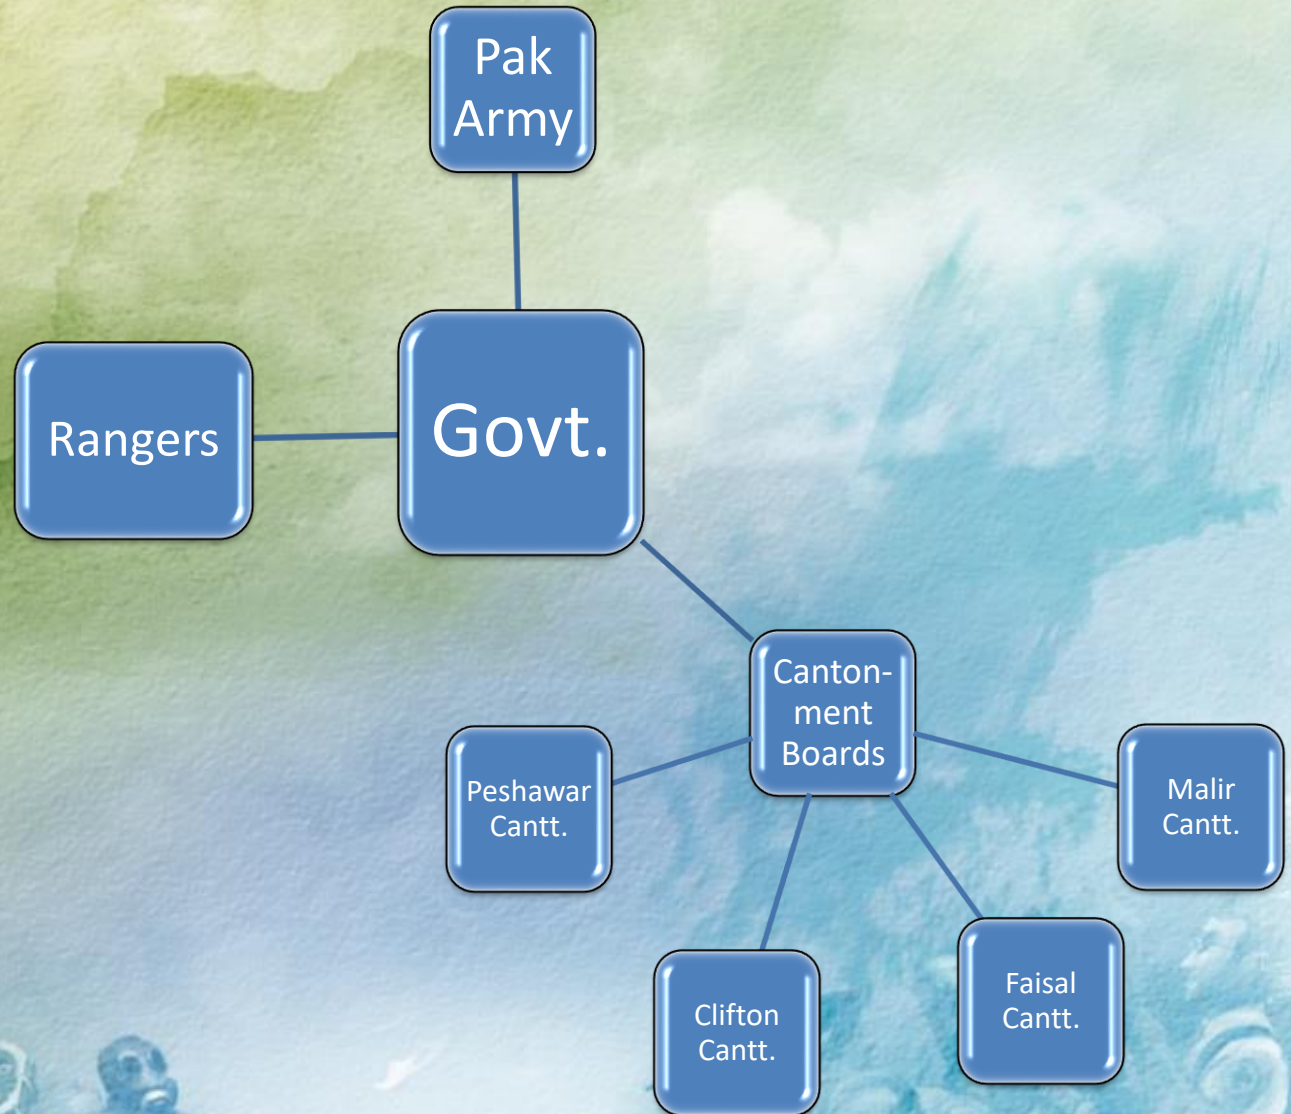 Pak
Army
Rangers
Govt.
Canton-
ment
Boards
Peshawar
Cantt.
Malir
Cantt.
Clifton
Cantt.
Faisal
Cantt.